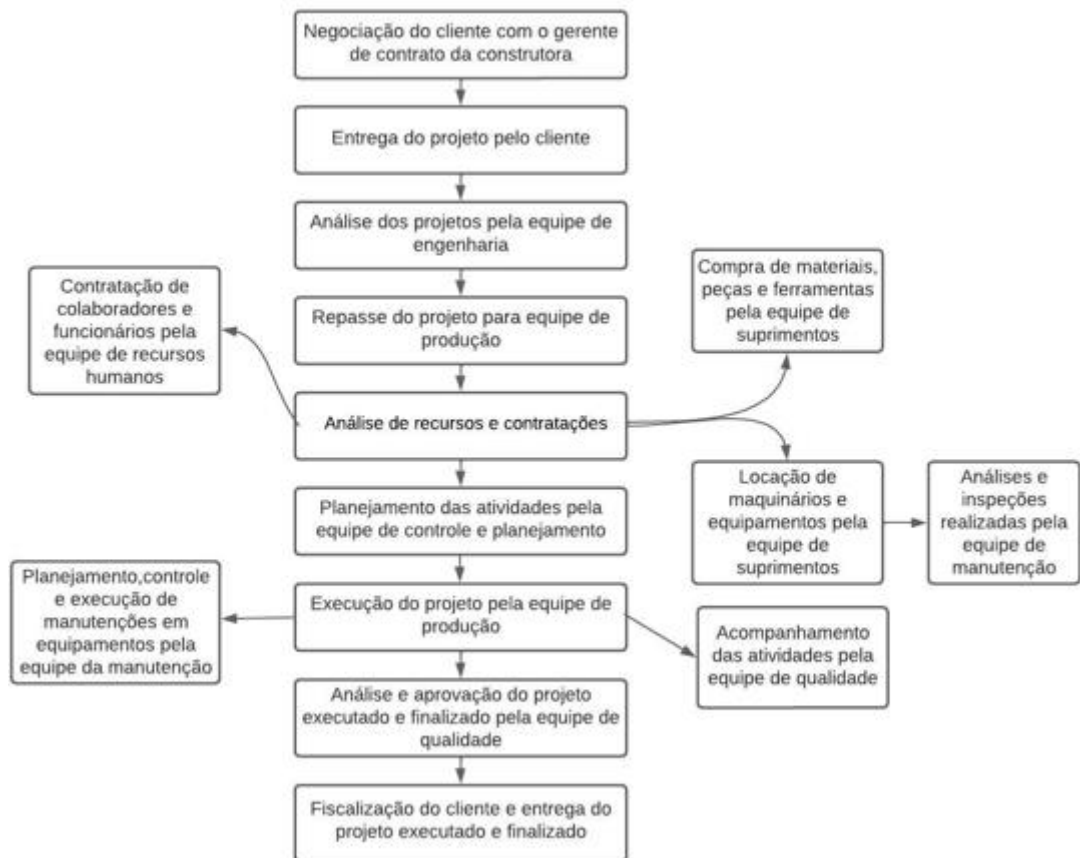 Negociação do cliente com o gerente
de contrato da construtora
Entrega do projeto pelo cliente
Análise dos projetos pela equipe de
engenharia
Contratação de
colaboradores e
funcionários pela
equipe de recursos
humanos
Repasse do projeto para equipe de
produção
Compra de materiais,
peças e ferramentas
pela equipe de
suprimentos
Análise de recursos e contratações
Locação de
maquinários e
equipamentos pela
equipe de
suprimentos
Análises e
inspeções
realizadas pela
equipe de
manutenção
Planejamento das atividades pela
equipe de controle e planejamento
Planejamento,controle
e execução de
manutenções em
equipamentos pela
equipe da manutenção
Execução do projeto pela equipe de
produção
Acompanhamento
das atividades pela
equipe de qualidade
Análise e aprovação do projeto
executado e finalizado pela equipe de
qualidade
Fiscalização do cliente e entrega do
projeto executado e finalizado